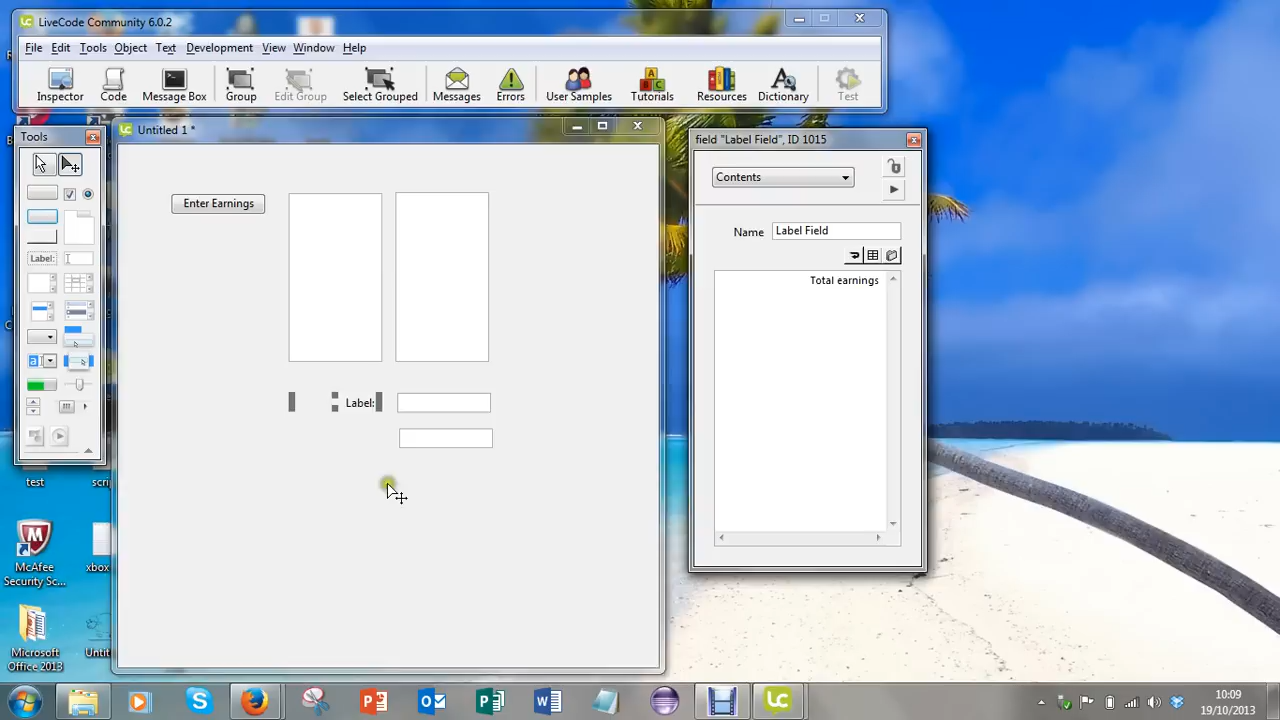 LiveCode Community 6.0.2
File Edit Tools Object Text Development View Window Help
Inspector Code Message Box Group Edit Group Select Grouped Messages Errors User Samples Tutorials Resources Dictionary Test
Tools
Label:
Untitled 1 *
Enter Earnings
Label:
field "Label Field", ID 1015
Contents
Name Label Field
Total earnings
test
scri
McAfee
Security Sc...
xbox
Microsoft
Office 2013
Untit
10:09
19/10/2013